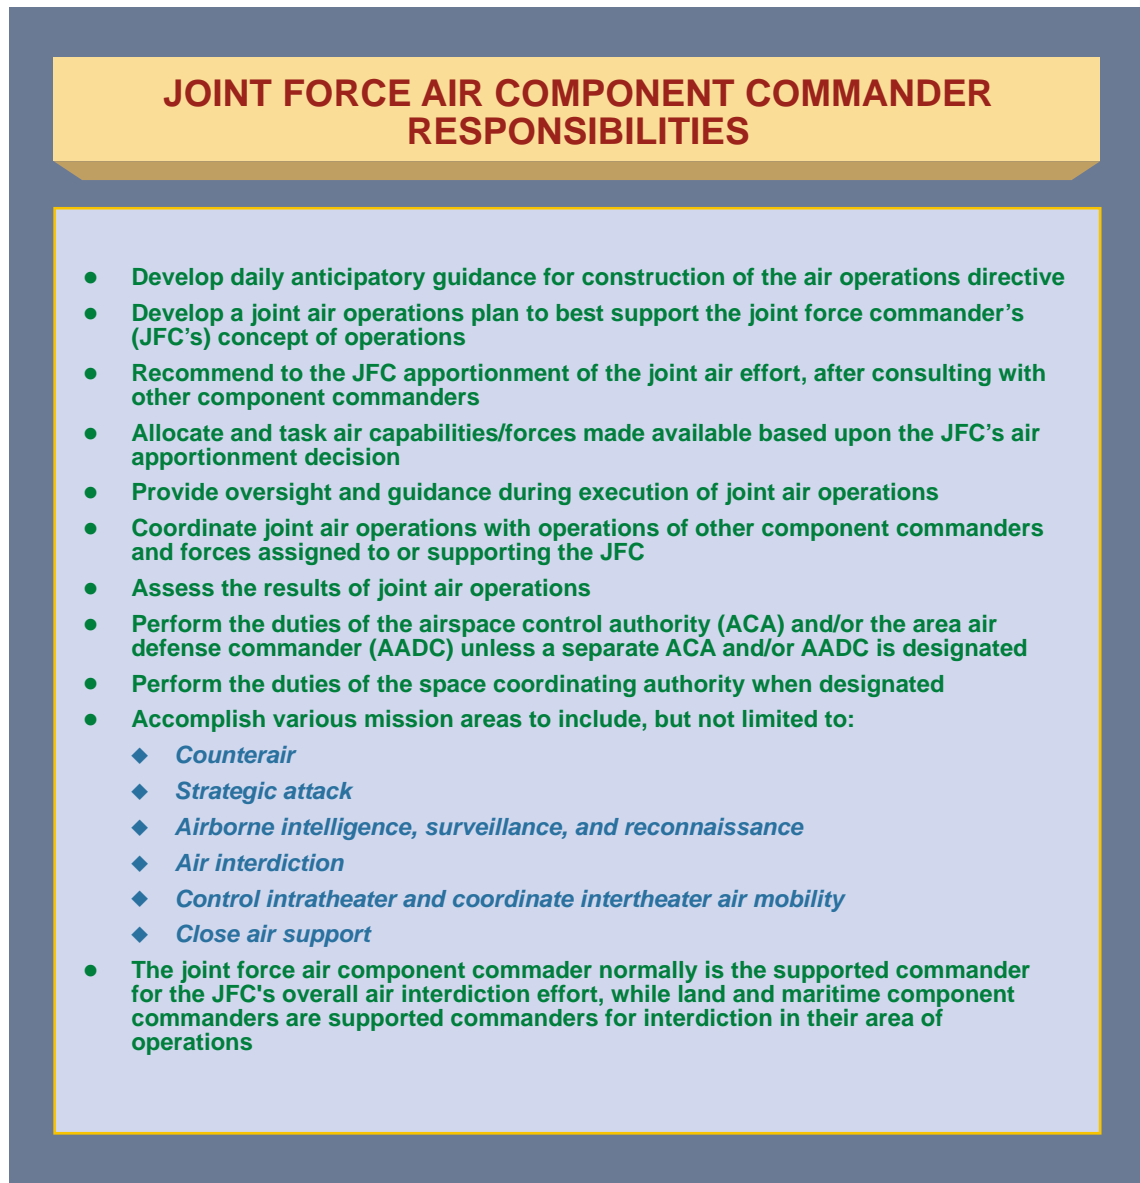 JOINT FORCE AIR COMPONENT COMMANDER
RESPONSIBILITIES
● Develop daily anticipatory guidance for construction of the air operations directive
● Develop a joint air operations plan to best support the joint force commander’s
(JFC’s) concept of operations
● Recommend to the JFC apportionment of the joint air effort, after consulting with
other component commanders
● Allocate and task air capabilities/forces made available based upon the JFC’s air
apportionment decision
● Provide oversight and guidance during execution of joint air operations
● Coordinate joint air operations with operations of other component commanders
and forces assigned to or supporting the JFC
● Assess the results of joint air operations
● Perform the duties of the airspace control authority (ACA) and/or the area air
defense commander (AADC) unless a separate ACA and/or AADC is designated
● Perform the duties of the space coordinating authority when designated
● Accomplish various mission areas to include, but not limited to:
◆ Counterair
◆ Strategic attack
◆ Airborne intelligence, surveillance, and reconnaissance
◆ Air interdiction
◆ Control intratheater and coordinate intertheater air mobility
◆ Close air support
● The joint force air component commader normally is the supported commander
for the JFC's overall air interdiction effort, while land and maritime component
commanders are supported commanders for interdiction in their area of
operations